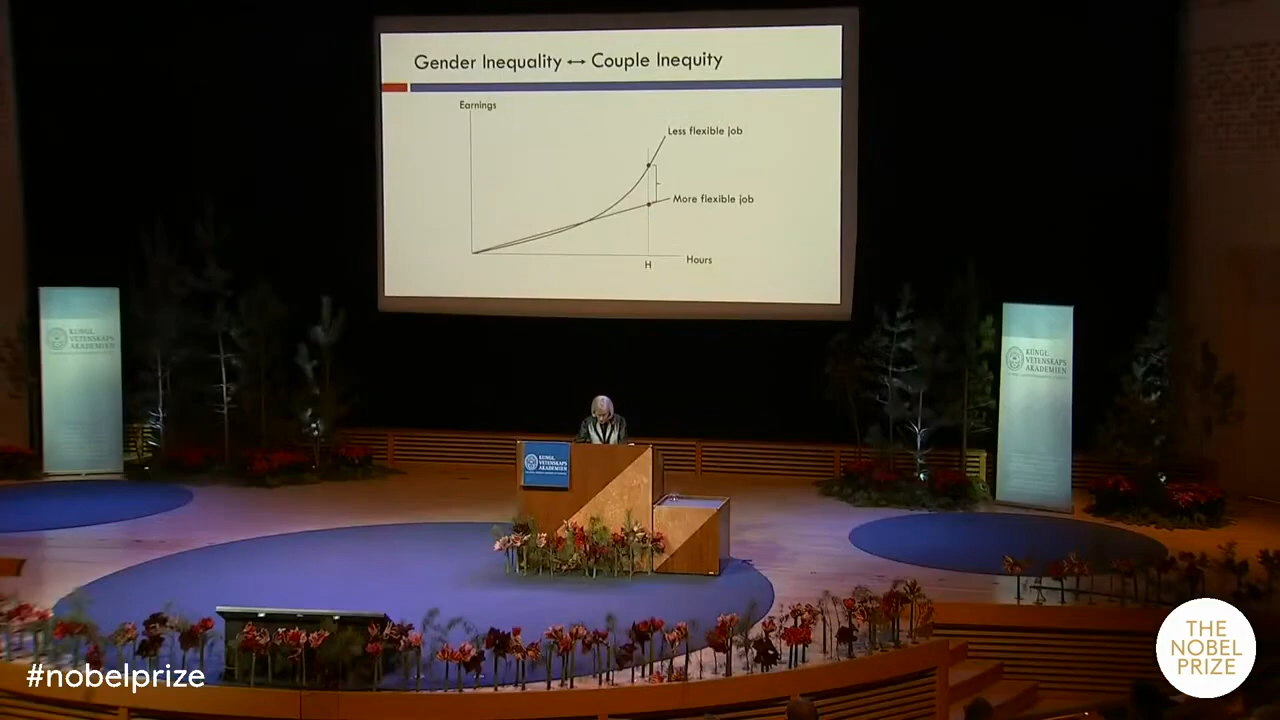 Gender Inequality ↔ Couple Inequity
Earnings
Less flexible job
More flexible job
H
Hours
KUNGL.
VETENSKAPS
AKADEMIEN
KUNGL.
VETENSKAPS
AKADEMIEN
KUNGL.
VETENSKAPS
AKADEMIEN
#nobelprize
THE
NOBEL
PRIZE